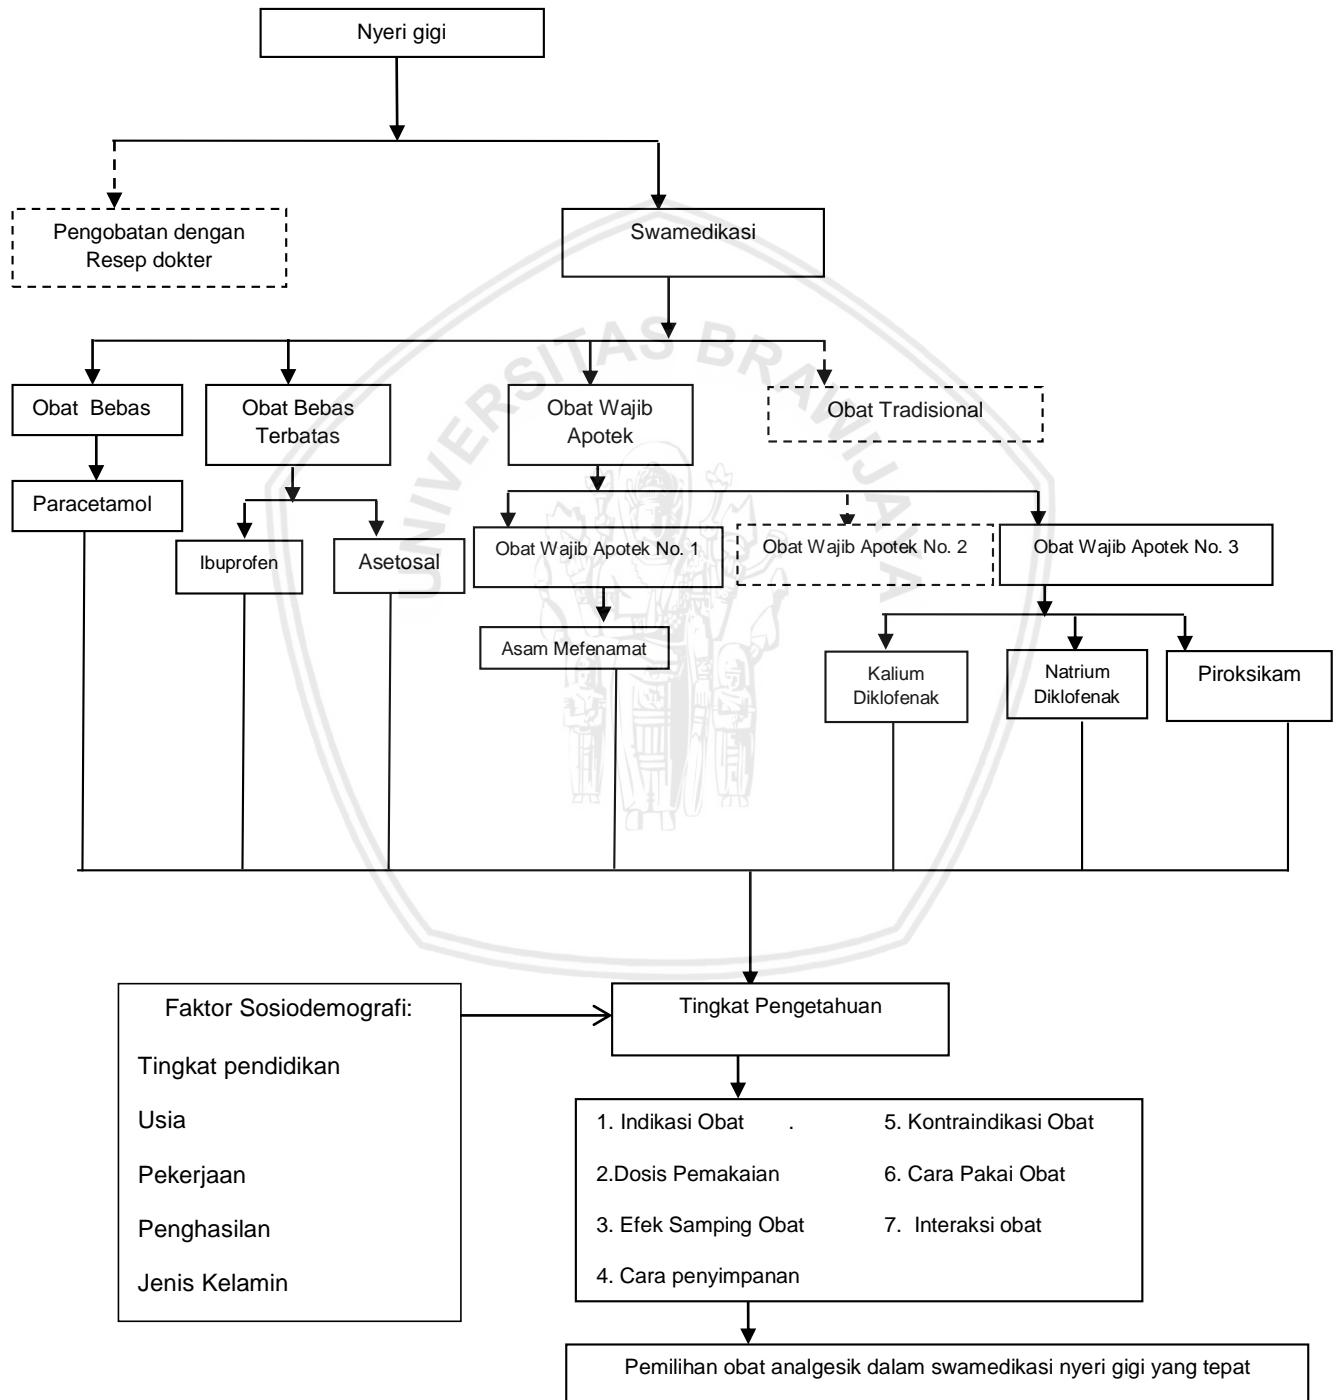 Nyeri gigi
Pengobatan dengan
Resep dokter
Swamedikasi
UNIVERSITAS BRAWIJAYA
Obat Bebas
Obat Bebas
Terbatas
Obat Wajib
Apotek
Obat Tradisional
Paracetamol
Ibuprofen
Asetosal
Obat Wajib Apotek No. 1
Obat Wajib Apotek No. 2
Obat Wajib Apotek No. 3
Asam Mefenamat
Kalium
Diklofenak
Natrium
Diklofenak
Piroksikam
Faktor Sosiodemografi:
Tingkat pendidikan
Usia
Pekerjaan
Penghasilan
Jenis Kelamin
Tingkat Pengetahuan
1. Indikasi Obat .
2.Dosis Pemakaian
3. Efek Samping Obat
4. Cara penyimpanan
5. Kontraindikasi Obat
6. Cara Pakai Obat
7. Interaksi obat
Pemilihan obat analgesik dalam swamedikasi nyeri gigi yang tepat